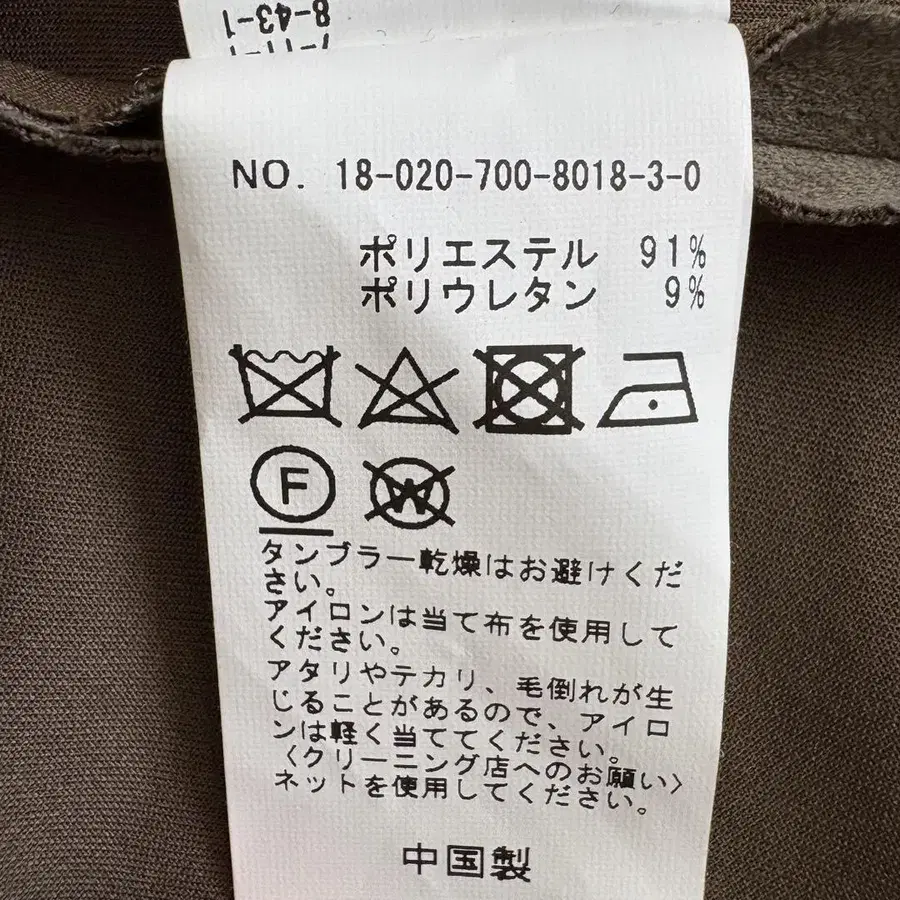 8-43-1
NO. 18-020-700-8018-3-0
ポリエステル 91%
ポリウレタン 9%
F
W
タンブラー乾燥はお避けくだ
さい。
アイロンは当て布を使用して
ください。
アタリやテカリ、毛倒れが生
じることがあるので、アイロ
ンは軽く当ててください。
〈クリーニング店へのお願い〉
ネットを使用してください。
中国製